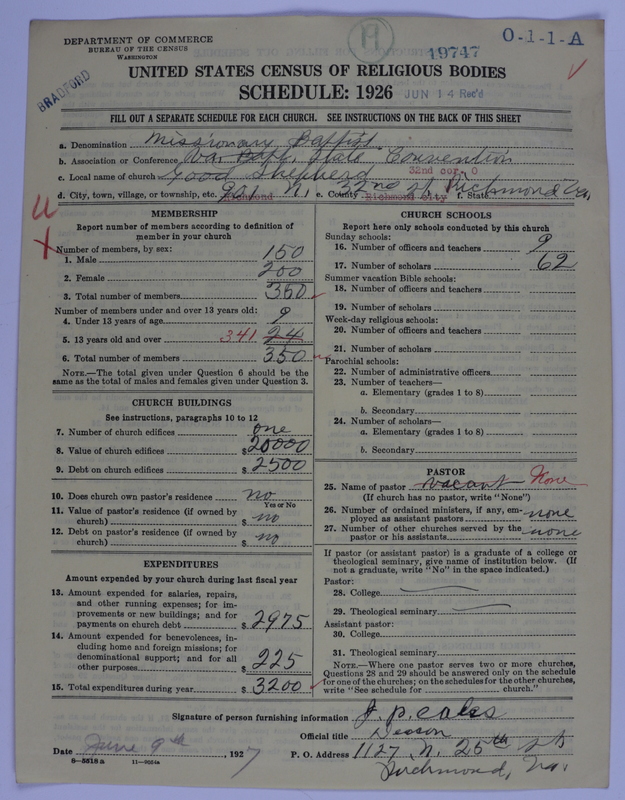 DEPARTMENT OF COMMERCE
BUREAU OF THE CENSUS
WASHINGTON
19747
O-1-1-A
BRADFORD
UNITED STATES CENSUS OF RELIGIOUS BODIES
SCHEDULE: 1926
JUN 14 Rec'd
FILL OUT A SEPARATE SCHEDULE FOR EACH CHURCH. SEE INSTRUCTIONS ON THE BACK OF THIS SHEET
a. Denomination Missionary Baptist
b. Association or Conference Va. Bapt. State Convention
c. Local name of church Good Shepherd 32nd cor. O
d. City, town, village, or township, etc. Richmond e. County Richmond City f. State
901 N. 32nd St. Richmond Va.
MEMBERSHIP
Report number of members according to definition of member in your church
Number of members, by sex:
1. Male 150
2. Female 200
3. Total number of members 350
Number of members under and over 13 years old:
4. Under 13 years of age 9
5. 13 years old and over 341 24
6. Total number of members 350
NOTE.—The total given under Question 6 should be the same as the total of males and females given under Question 3.
CHURCH BUILDINGS
See instructions, paragraphs 10 to 12
7. Number of church edifices one
8. Value of church edifices $ 20000
9. Debt on church edifices $ 2500
10. Does church own pastor's residence no
Yes or No
11. Value of pastor's residence (if owned by church) $ no
12. Debt on pastor's residence (if owned by church) $ no
EXPENDITURES
Amount expended by your church during last fiscal year
13. Amount expended for salaries, repairs, and other running expenses; for improvements or new buildings; and for payments on church debt $ 2975
14. Amount expended for benevolences, including home and foreign missions; for denominational support; and for all other purposes $ 225
15. Total expenditures during year $ 3200
CHURCH SCHOOLS
Report here only schools conducted by this church
Sunday schools:
16. Number of officers and teachers 9
17. Number of scholars 62
Summer vacation Bible schools:
18. Number of officers and teachers
19. Number of scholars
Week-day religious schools:
20. Number of officers and teachers
21. Number of scholars
Parochial schools:
22. Number of administrative officers
23. Number of teachers—
a. Elementary (grades 1 to 8)
b. Secondary
24. Number of scholars—
a. Elementary (grades 1 to 8)
b. Secondary
PASTOR
25. Name of pastor vacant None
(If church has no pastor, write "None")
26. Number of ordained ministers, if any, employed as assistant pastors none
27. Number of other churches served by the pastor or his assistants none
If pastor (or assistant pastor) is a graduate of a college or theological seminary, give name of institution below. (If not a graduate, write "No" in the space indicated.)
Pastor:
28. College
29. Theological seminary
Assistant pastor:
30. College
31. Theological seminary
NOTE.—Where one pastor serves two or more churches, Questions 28 and 29 should be answered only on the schedule for one of the churches; on the schedules for the other churches, write "See schedule for church."
Signature of person furnishing information J. P. Coles
Official title Deacon
Date June 9th, 1927
P. O. Address 1127 N. 25th St
Richmond, Va.
8-5518a 11-9024a